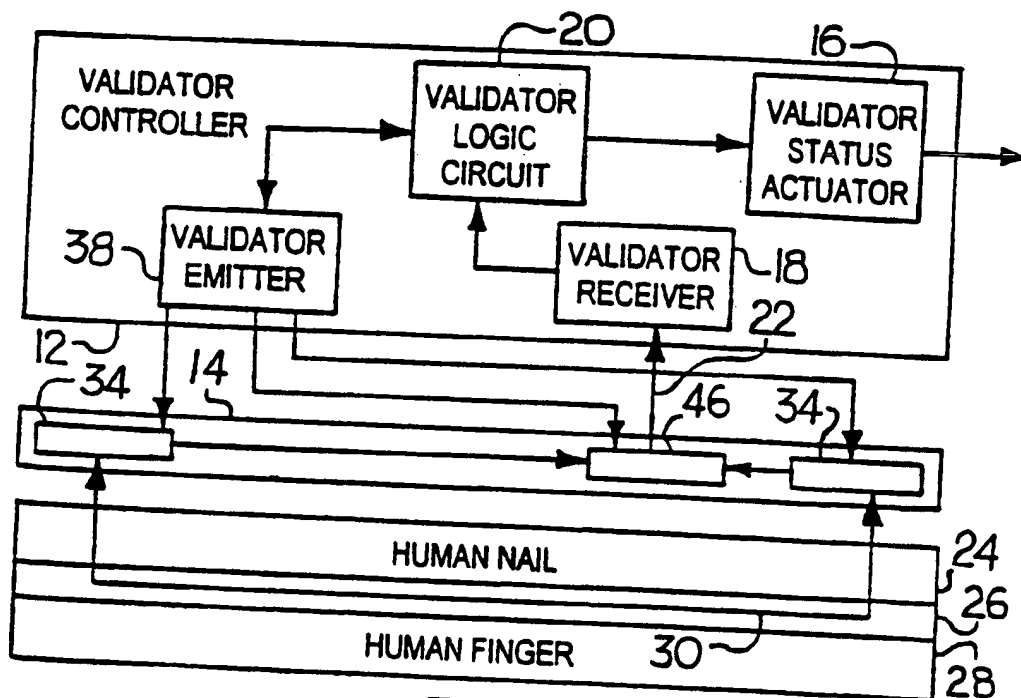 20
16
VALIDATOR
CONTROLLER
VALIDATOR
LOGIC
CIRCUIT
VALIDATOR
STATUS
ACTUATOR
38
VALIDATOR
EMITTER
VALIDATOR
RECEIVER
18
12
22
34
14
46
34
HUMAN NAIL
24
26
30
HUMAN FINGER
28